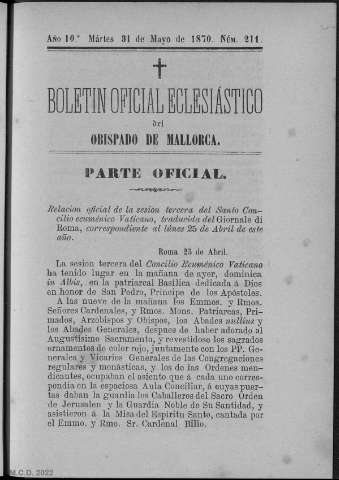 Año 10.º Mártes 31 de Mayo de 1870. Núm. 211.
BOLETIN OFICIAL ECLESIÁSTICO
del
OBISPADO DE MALLORCA.
PARTE OFICIAL.
Relacion oficial de la sesion tercera del Santo Con-
cilio ecuménico Vaticano, traducida del Giornale di
Roma, correspondiente al lúnes 25 de Abril de este
año.
Roma 25 de Abril.
La sesion tercera del Concilio Ecuménico Vaticano
ha tenido lugar en la mañana de ayer, dominica
in Albis, en la patriarcal Basílica dedicada á Dios
en honor de San Pedro, Príncipe de los Apóstoles.
A las nueve de la mañana los Emmos. y Rmos.
Señores Cardenales, y Rmos. Mons. Patriarcas, Pri-
mados, Arzobispos y Obispos, los Abades nullius y
los Abades Generales, despues de haber adorado al
Augustísimo Sacramento, y revestídose los sagrados
ornamentos de color rojo, juntamente con los PP. Ge-
nerales y Vicarios Generales de las Congregaciones
regulares y monásticas, y los de las Ordenes men-
dicantes, ocupaban el asiento que á cada uno corres-
pondia en la espaciosa Aula Conciliar, á cuyas puer-
tas daban la guardia los Caballeros del Sacro Orden
de Jerusalen y la Guardia Noble de Su Santidad, y
asistieron á la Misa del Espíritu Santo, cantada por
el Emmo. y Rmo. Sr. Cardenal Bilio.
M.C.D. 2022